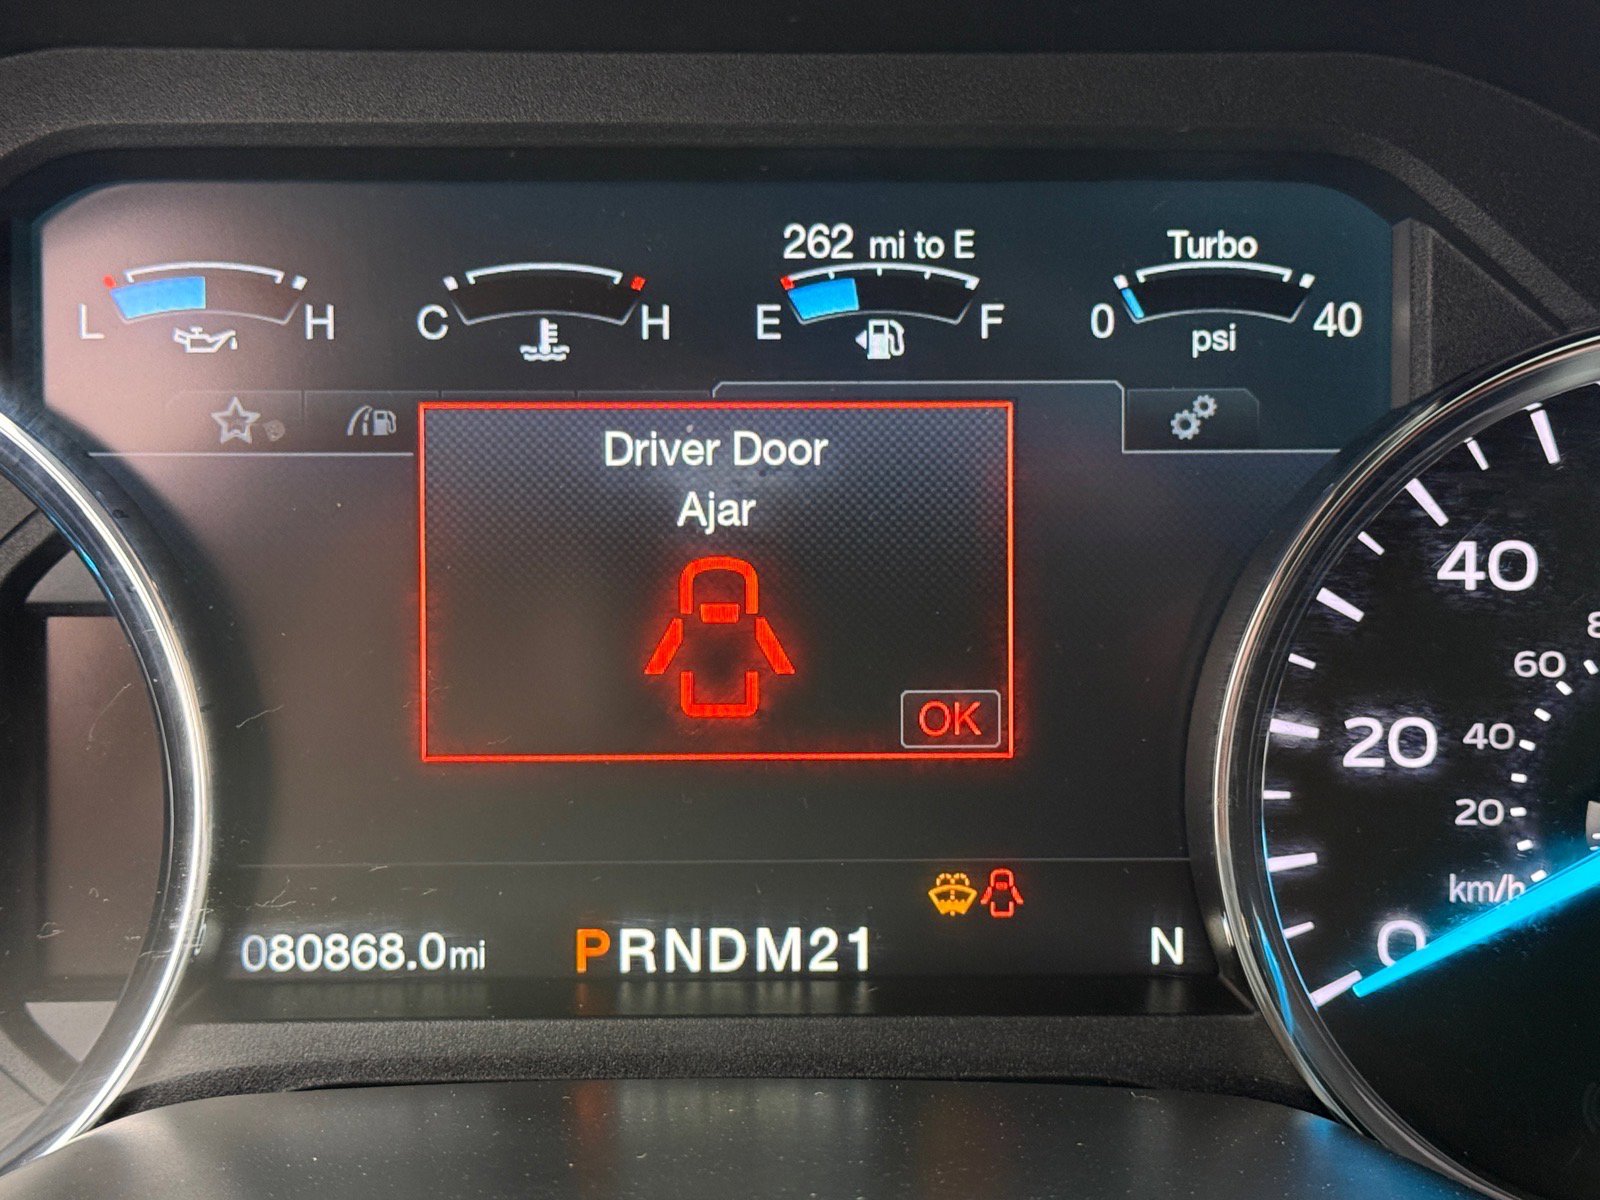 262 mi to E
Turbo
L H
C H
E F
0 40
psi
Driver Door
Ajar
OK
40
60
20
40
20
km/h
0
080868.0mi
PRNDM21
N